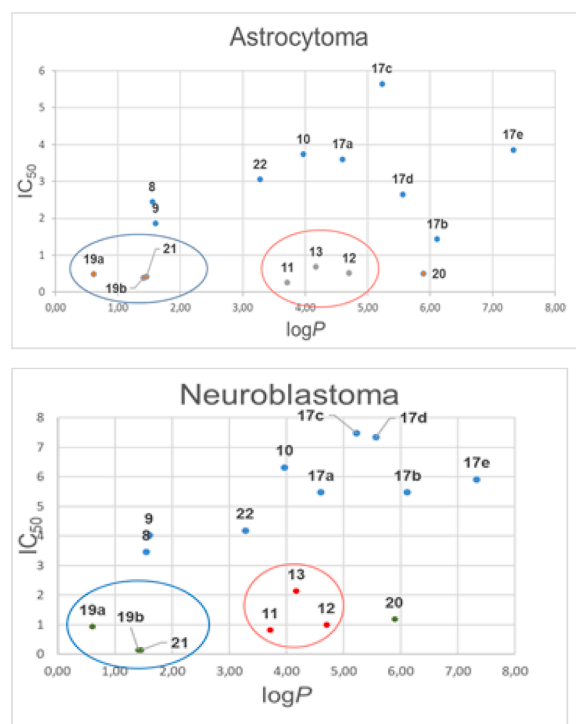 Astrocytoma
6
17c
5
10
17a
17e
4
22
3
8
17d
9
2
17b
21
19a
13
12
1
11
20
19b
0
IC50
0,00 1,00 2,00 3,00 4,00 5,00 6,00 7,00 8,00
logP
Neuroblastoma
8
17c
17d
7
10
17e
6
17a
17b
5
9
22
4
8
3
13
2
19a
19b
21
11
12
20
1
0
IC50
0,00 1,00 2,00 3,00 4,00 5,00 6,00 7,00 8,00
logP